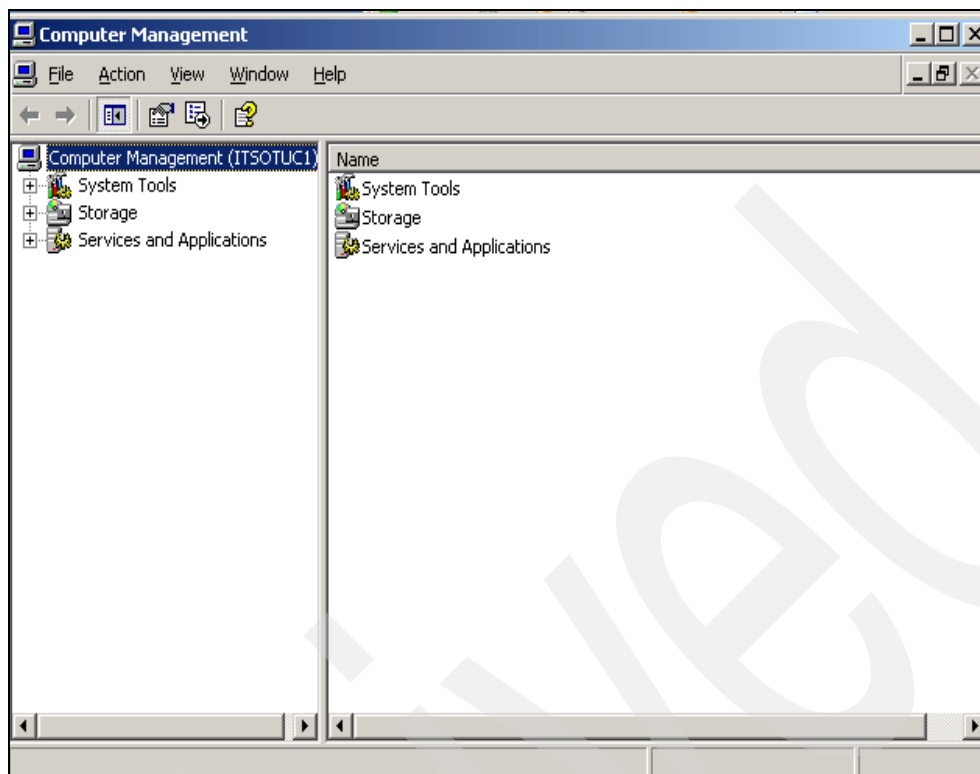 Computer Management
File Action View Window Help
Computer Management (ITSOTUC1)
System Tools
Storage
Services and Applications
Name
System Tools
Storage
Services and Applications